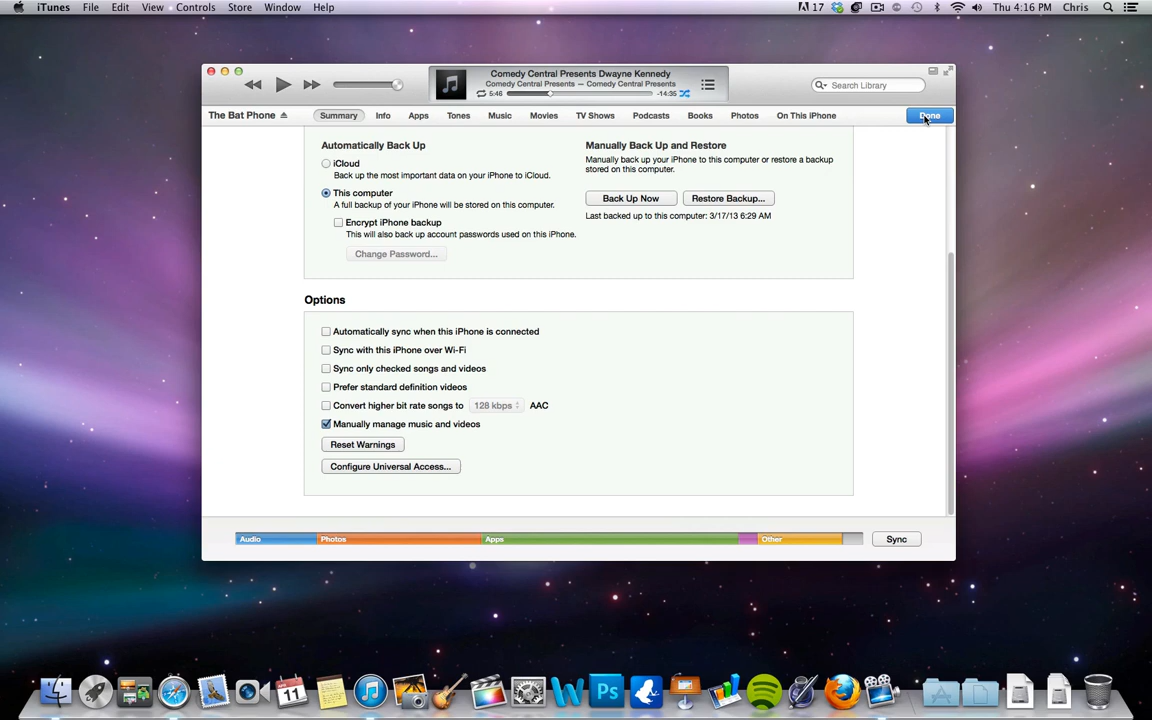 iTunes File Edit View Controls Store Window Help 17 Thu 4:16 PM Chris
Comedy Central Presents Dwayne Kennedy
Comedy Central Presents — Comedy Central Presents
5:46 -14:35
Search Library
The Bat Phone Summary Info Apps Tones Music Movies TV Shows Podcasts Books Photos On This iPhone Done
Automatically Back Up
iCloud
Back up the most important data on your iPhone to iCloud.
This computer
A full backup of your iPhone will be stored on this computer.
Encrypt iPhone backup
This will also back up account passwords used on this iPhone.
Change Password...
Manually Back Up and Restore
Manually back up your iPhone to this computer or restore a backup
stored on this computer.
Back Up Now Restore Backup...
Last backed up to this computer: 3/17/13 6:29 AM
Options
Automatically sync when this iPhone is connected
Sync with this iPhone over Wi-Fi
Sync only checked songs and videos
Prefer standard definition videos
Convert higher bit rate songs to 128 kbps AAC
Manually manage music and videos
Reset Warnings
Configure Universal Access...
Audio Photos Apps Other Sync
11
Ps